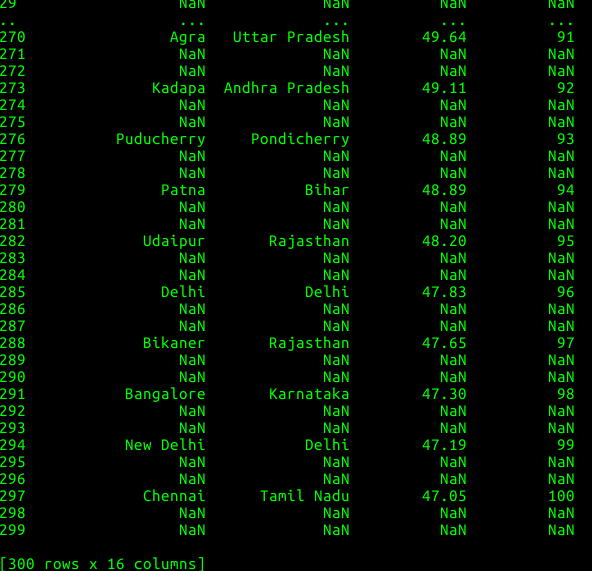 29 NaN NaN NaN NaN
.. ... ... ... ...
270 Agra Uttar Pradesh 49.64 91
271 NaN NaN NaN NaN
272 NaN NaN NaN NaN
273 Kadapa Andhra Pradesh 49.11 92
274 NaN NaN NaN NaN
275 NaN NaN NaN NaN
276 Puducherry Pondicherry 48.89 93
277 NaN NaN NaN NaN
278 NaN NaN NaN NaN
279 Patna Bihar 48.89 94
280 NaN NaN NaN NaN
281 NaN NaN NaN NaN
282 Udaipur Rajasthan 48.20 95
283 NaN NaN NaN NaN
284 NaN NaN NaN NaN
285 Delhi Delhi 47.83 96
286 NaN NaN NaN NaN
287 NaN NaN NaN NaN
288 Bikaner Rajasthan 47.65 97
289 NaN NaN NaN NaN
290 NaN NaN NaN NaN
291 Bangalore Karnataka 47.30 98
292 NaN NaN NaN NaN
293 NaN NaN NaN NaN
294 New Delhi Delhi 47.19 99
295 NaN NaN NaN NaN
296 NaN NaN NaN NaN
297 Chennai Tamil Nadu 47.05 100
298 NaN NaN NaN NaN
299 NaN NaN NaN NaN
[300 rows x 16 columns]